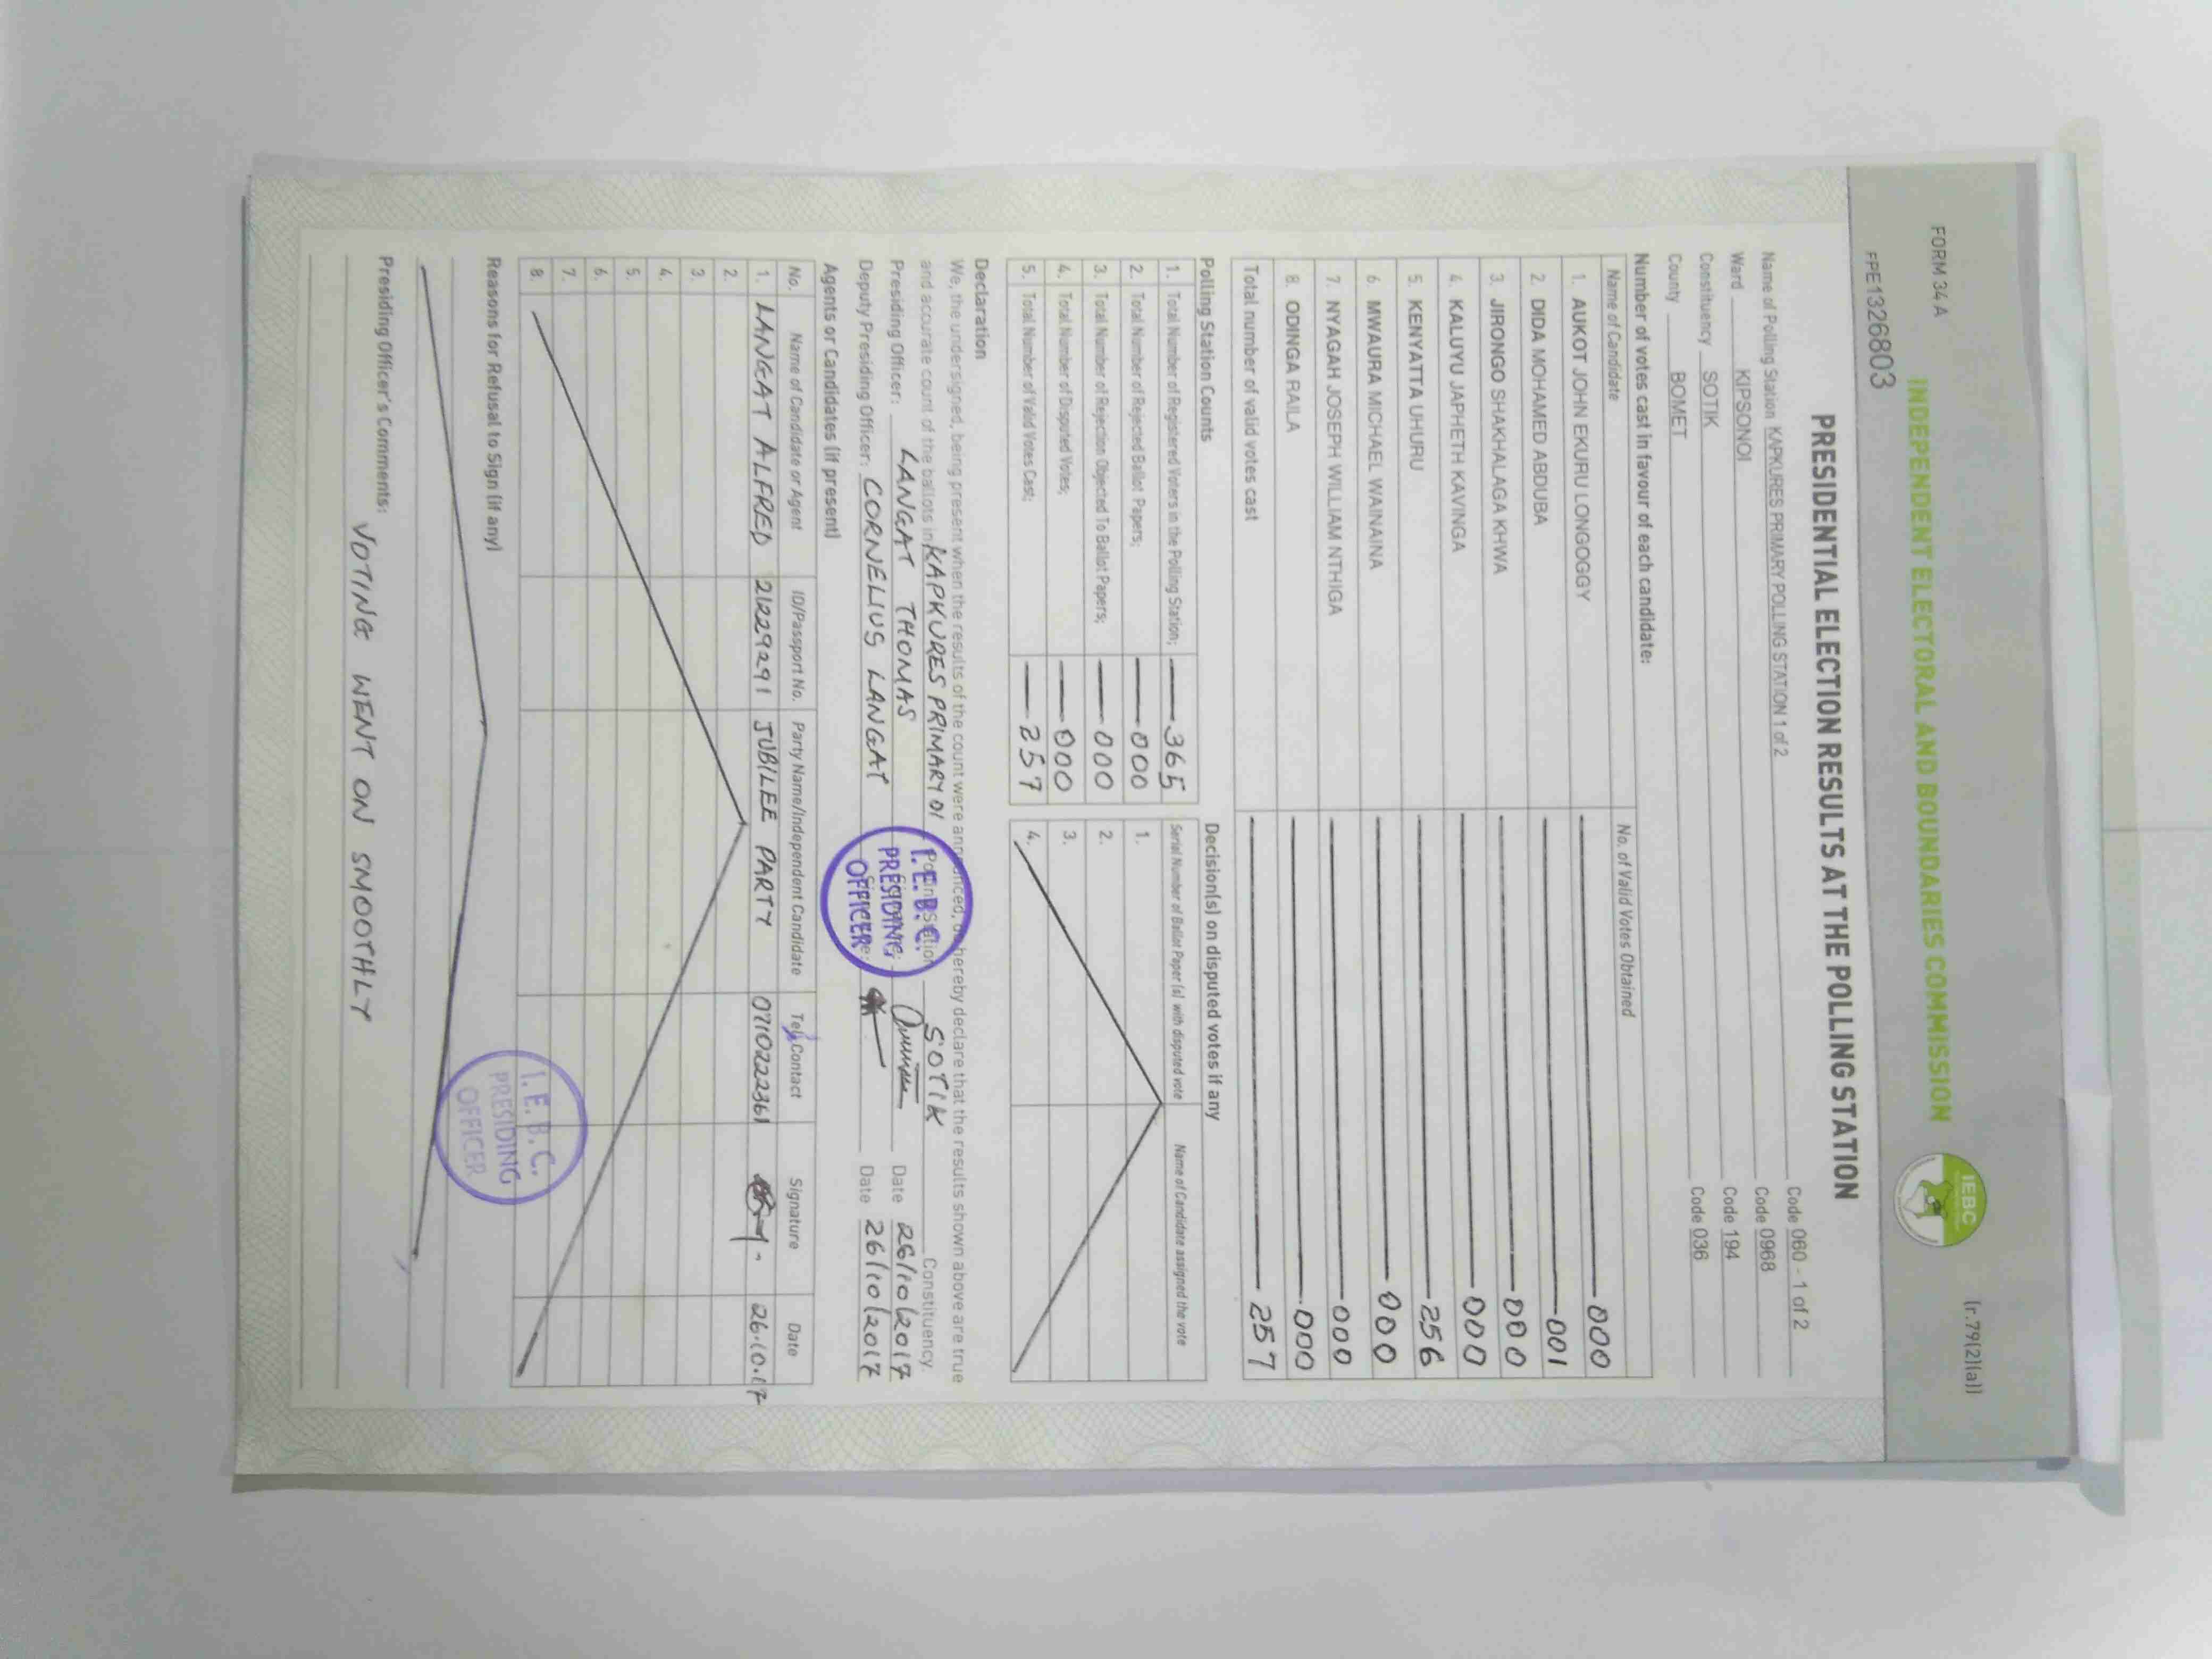 FORM 34 A
(r.79(2)(a))
INDEPENDENT ELECTORAL AND BOUNDARIES COMMISSION
IEBC
FPE1326803
PRESIDENTIAL ELECTION RESULTS AT THE POLLING STATION
Name of Polling Station KAPKURES PRIMARY POLLING STATION 1 of 2 Code 060 - 1 of 2
Ward KIPSONOI Code 0968
Constituency SOTIK Code 194
County BOMET Code 036
Number of votes cast in favour of each candidate:
Name of Candidate No. of Valid Votes Obtained
1. AUKOT JOHN EKURU LONGOGGY 000
2. DIDA MOHAMED ABDUBA 001
3. JIRONGO SHAKHALAGA KHWA 000
4. KALUYU JAPHETH KAVINGA 000
5. KENYATTA UHURU 256
6 MWAURA MICHAEL WAINAINA 000
7. NYAGAH JOSEPH WILLIAM NTHIGA 000
8. ODINGA RAILA 000
Total number of valid votes cast 257
Polling Station Counts
1. Total Number of Registered Voters in the Polling Station; 365
2. Total Number of Rejected Ballot Papers; 000
3. Total Number of Rejection Objected To Ballot Papers; 000
4. Total Number of Disputed Votes; 000
5. Total Number of Valid Votes Cast; 257
Decision(s) on disputed votes if any
Serial Number of Ballot Paper (s) with disputed vote Name of Candidate assigned the vote
1.
2.
3.
4.
Declaration
We, the undersigned, being present when the results of the count were announced, do hereby declare that the results shown above are true
and accurate count of the ballots in KAPKURES PRIMARY 01 Polling Station SOTIK Constituency.
Presiding Officer: LANGAT THOMAS Signature: Date 26/10/2017
Deputy Presiding Officer: CORNELIUS LANGAT Signature: Date 26/10/2017
I.E.B.C.
PRESIDING
OFFICER
Agents or Candidates (if present)
No. Name of Candidate or Agent ID/Passport No. Party Name/Independent Candidate Tel. Contact Signature Date
1. LANGAT ALFRED 21229291 JUBILEE PARTY 0710222361 26.10.17
2.
3.
4.
5.
6.
7.
8.
I.E.B.C.
PRESIDING
OFFICER
Reasons for Refusal to Sign (if any)
Presiding Officer's Comments:
VOTING WENT ON SMOOTHLY